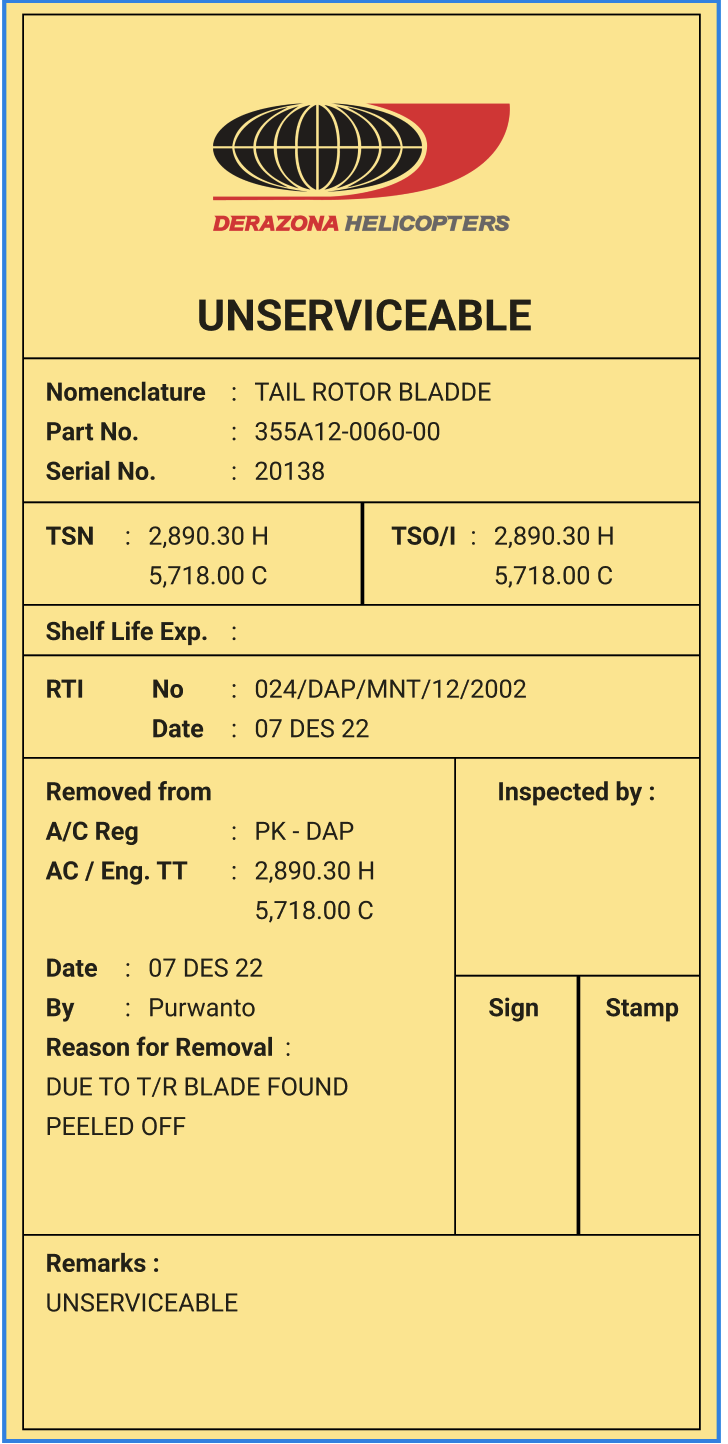 DERAZONA HELICOPTERS
UNSERVICEABLE
Nomenclature : TAIL ROTOR BLADDE
Part No. : 355A12-0060-00
Serial No. : 20138
TSN : 2,890.30 H
5,718.00 C
TSO/I : 2,890.30 H
5,718.00 C
Shelf Life Exp. :
RTI No : 024/DAP/MNT/12/2002
Date : 07 DES 22
Removed from
A/C Reg : PK - DAP
AC / Eng. TT : 2,890.30 H
5,718.00 C
Date : 07 DES 22
By : Purwanto
Reason for Removal :
DUE TO T/R BLADE FOUND
PEELED OFF
Inspected by :
Sign
Stamp
Remarks :
UNSERVICEABLE